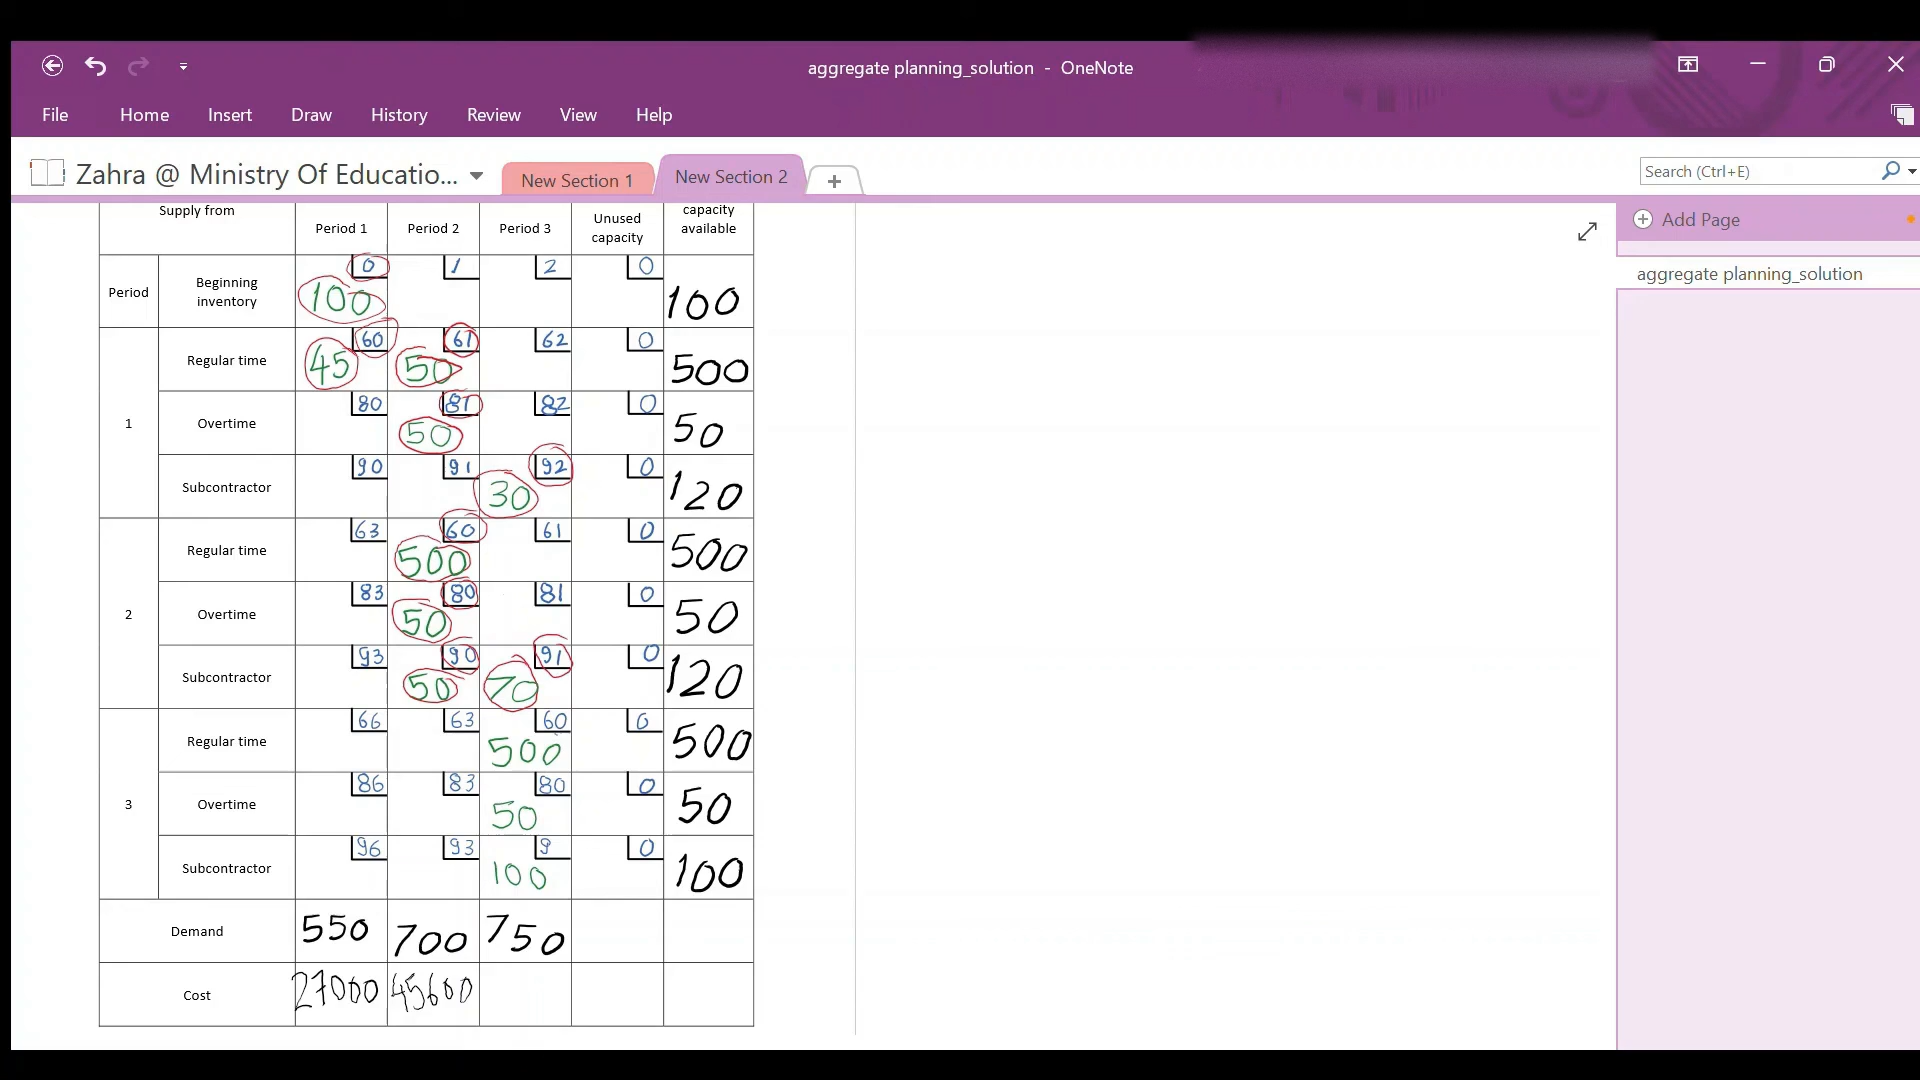 aggregate planning_solution - OneNote
File Home Insert Draw History Review View Help
Zahra @ Ministry Of Educatio... New Section 1 New Section 2
Search (Ctrl+E)
Add Page
aggregate planning_solution
Supply from Period 1 Period 2 Period 3 Unused capacity capacity available
Period Beginning inventory 0 1 2 0
100 100
Regular time 60 61 62 0
45 50 500
1 Overtime 80 81 82 0
50 50
Subcontractor 90 91 92 0
30 120
Regular time 63 60 61 0
500 500
2 Overtime 83 80 81 0
50 50
Subcontractor 93 90 91 0
50 70 120
Regular time 66 63 60 0
500 500
3 Overtime 86 83 80 0
50 50
Subcontractor 96 93 9 0
100 100
Demand 550 700 750
Cost 27000 45600